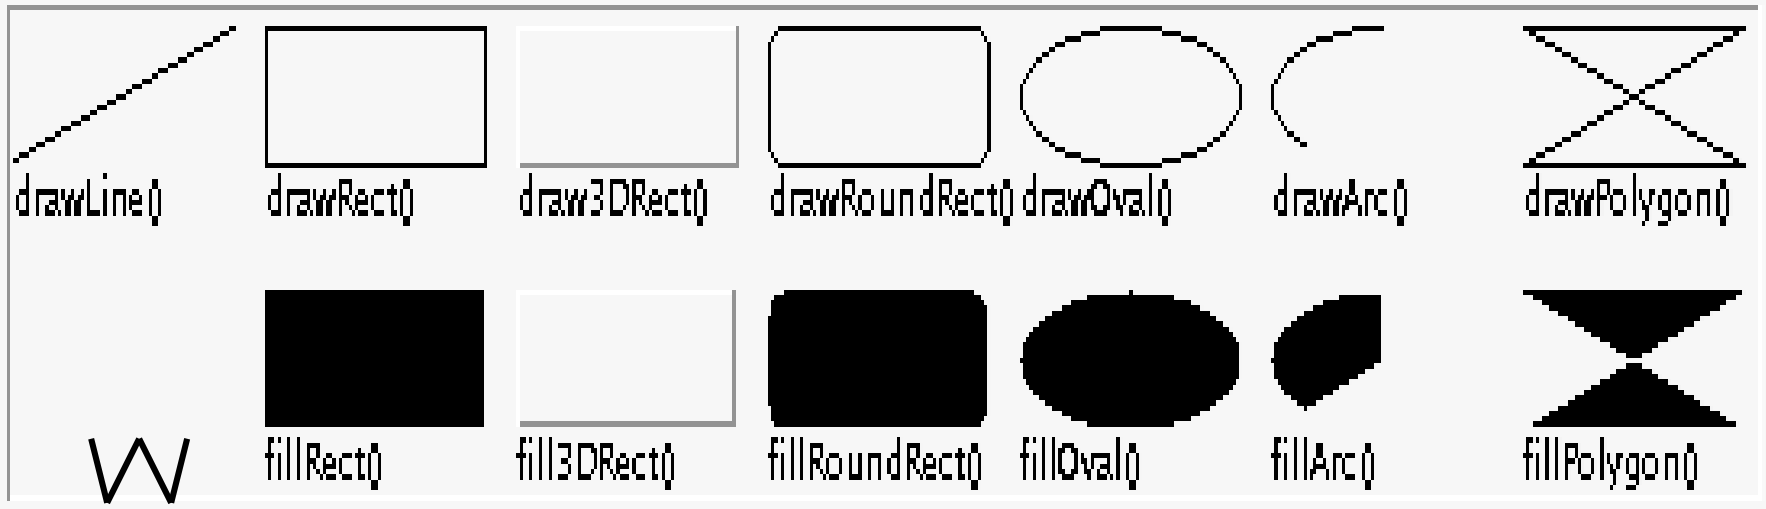 drawLine() drawRect() draw3DRect() drawRoundRect() drawOval() drawArc() drawPolygon()
W fillRect() fill3DRect() fillRoundRect() fillOval() fillArc() fillPolygon()